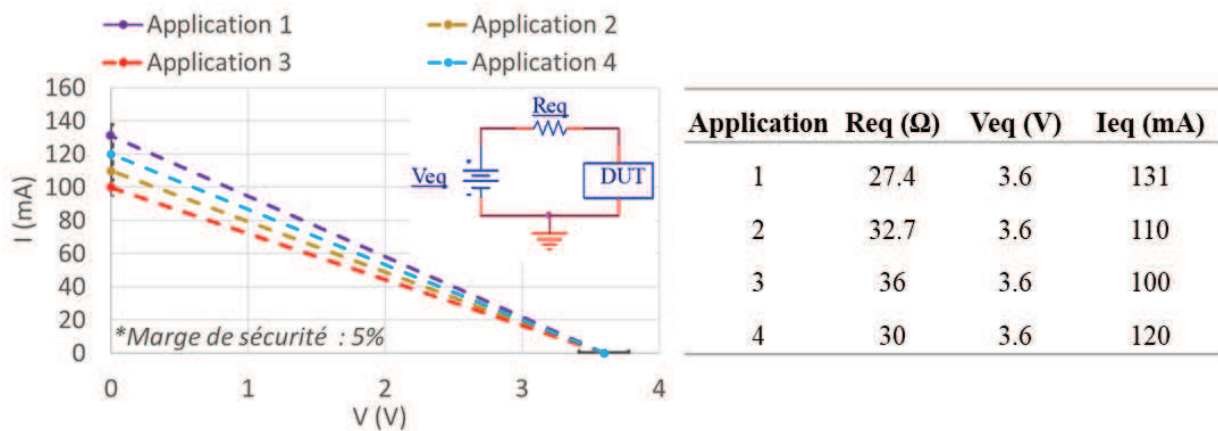 Application 1 Application 2
Application 3 Application 4
160
140
120
100
80
60
40
20
0
I (mA)
0 1 2 3 4
V (V)
*Marge de sécurité : 5%
Req
Veq
DUT
Application Req (Ω) Veq (V) Ieq (mA)
1 27.4 3.6 131
2 32.7 3.6 110
3 36 3.6 100
4 30 3.6 120